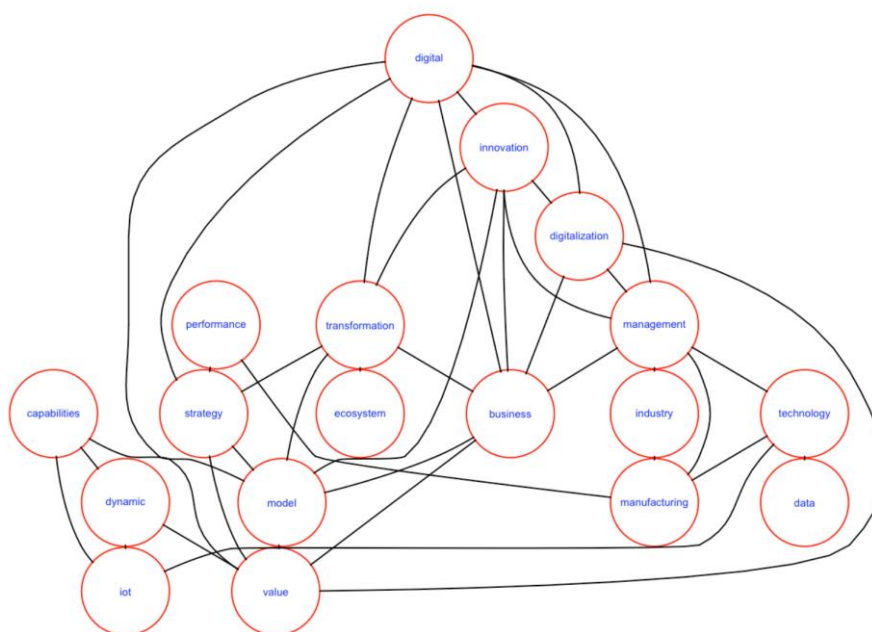 digital
innovation
digitalization
performance
transformation
management
capabilities
strategy
ecosystem
business
industry
technology
dynamic
model
manufacturing
data
iot
value